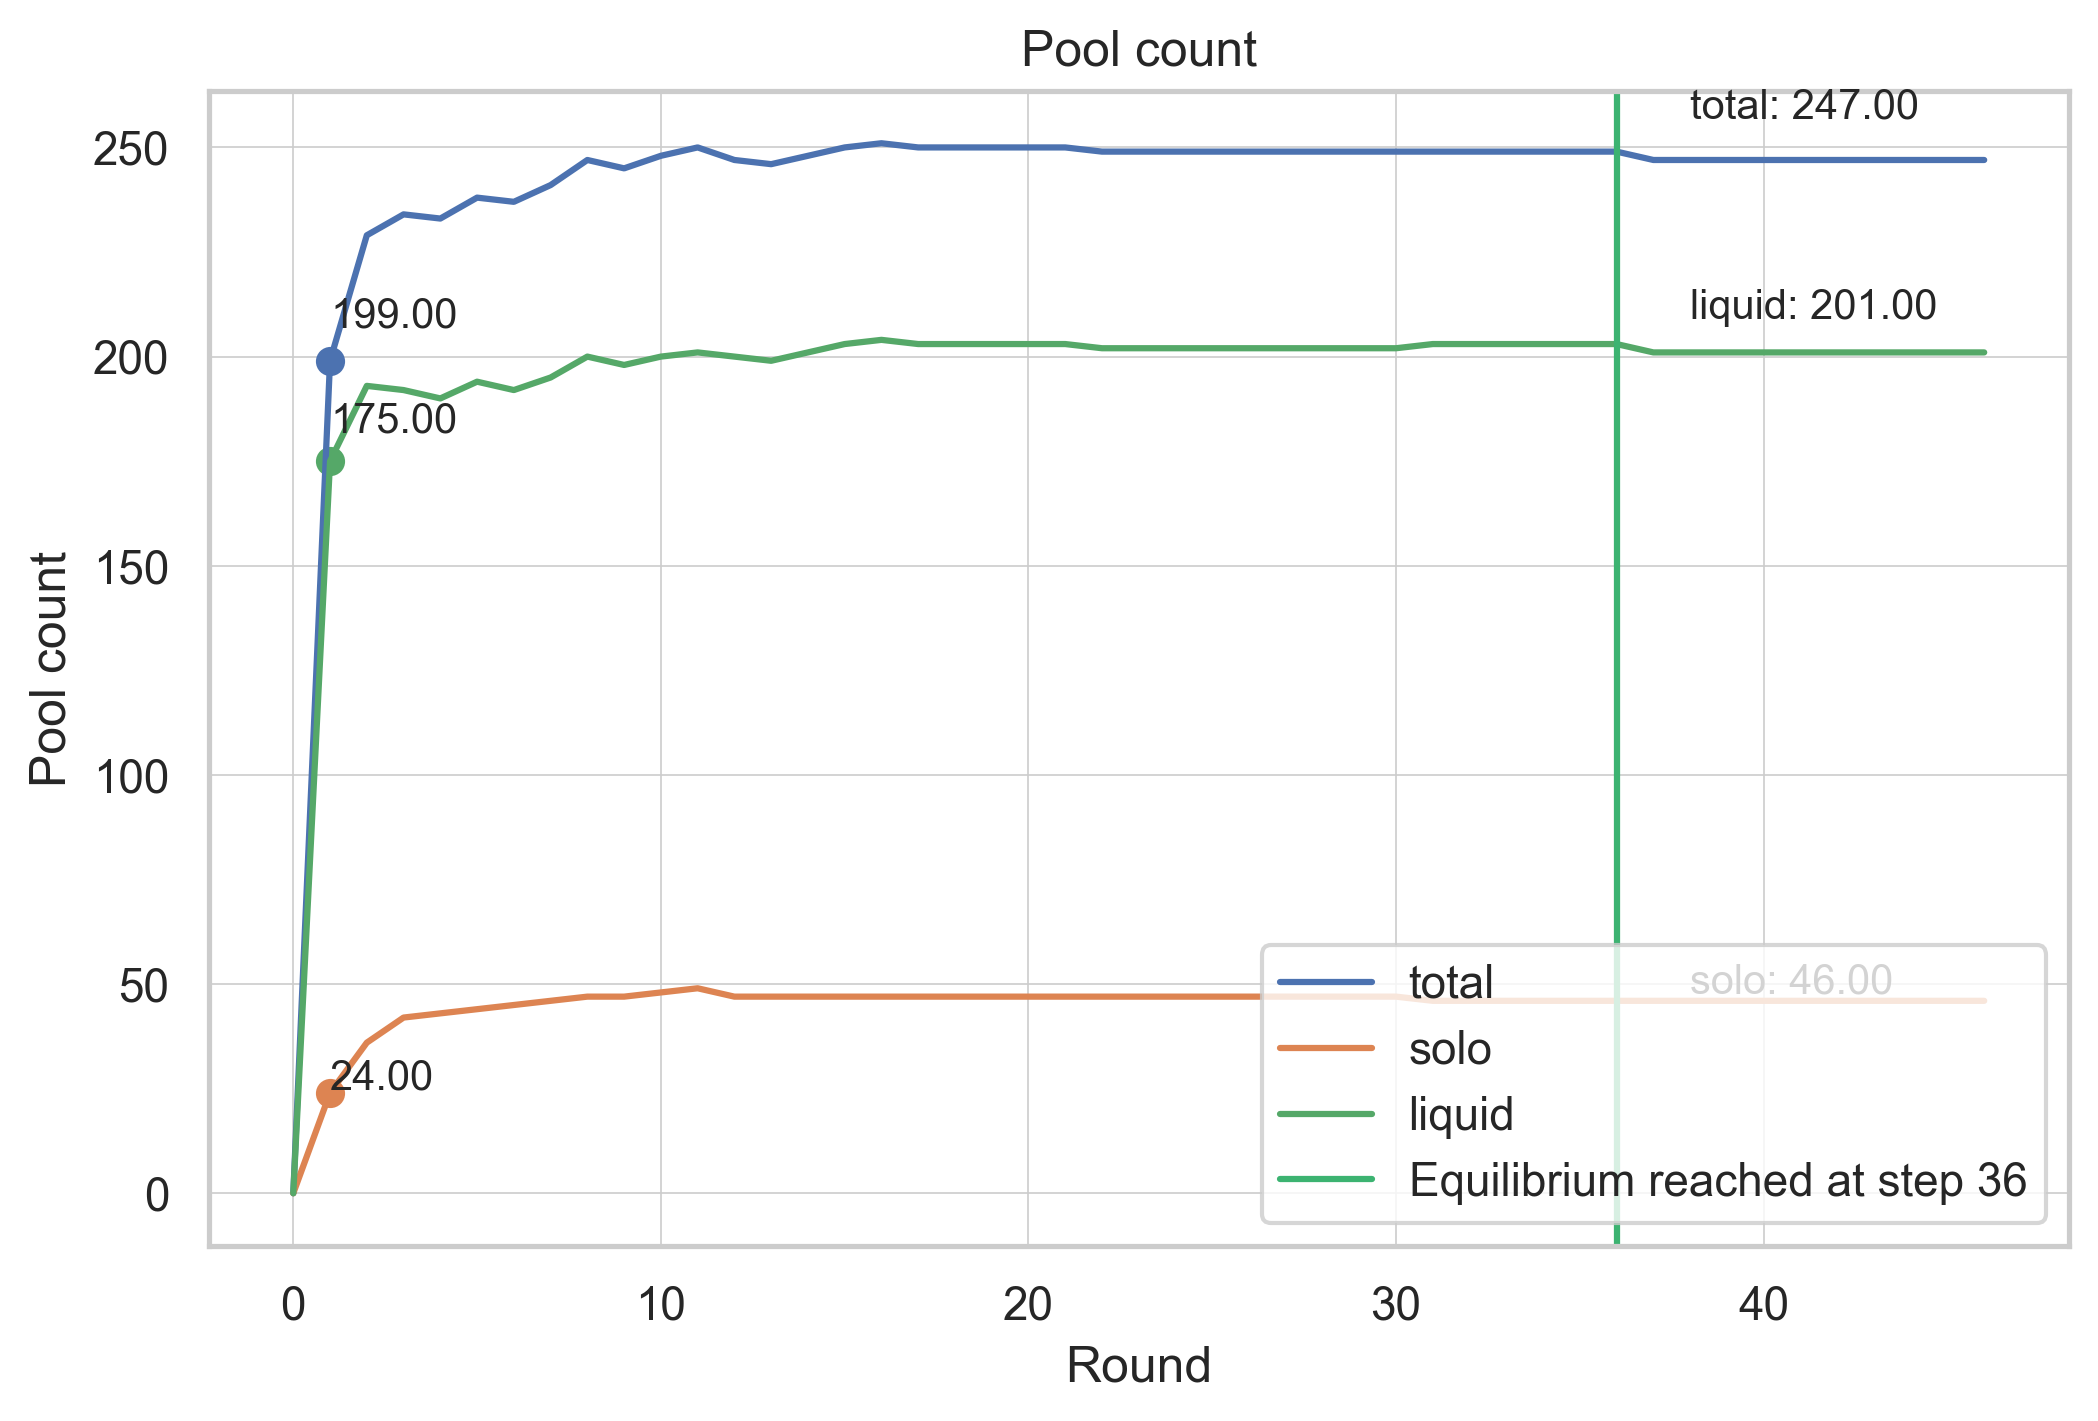 Pool count
total: 247.00
250
199.00
liquid: 201.00
200
175.00
150
Pool count
100
50
total
solo: 46.00
solo
24.00
liquid
Equilibrium reached at step 36
0
0 10 20 30 40
Round